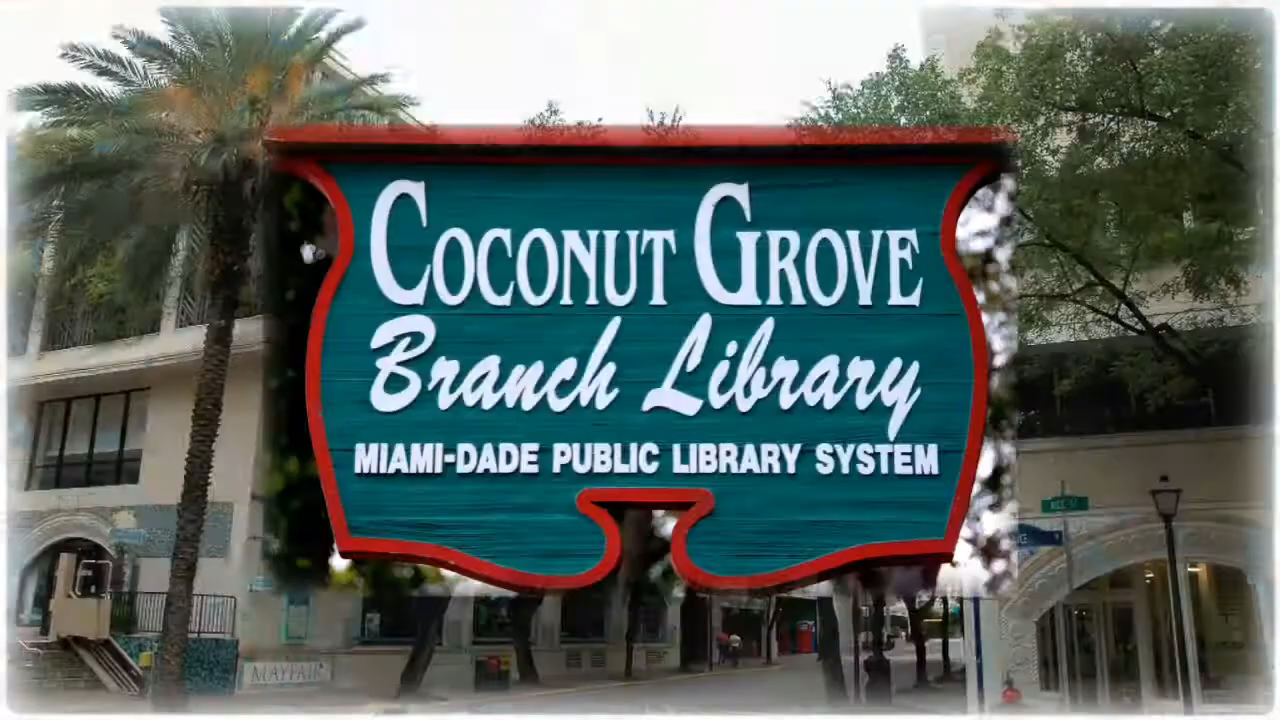 COCONUT GROVE
Branch Library
MIAMI-DADE PUBLIC LIBRARY SYSTEM
MAYFAIR